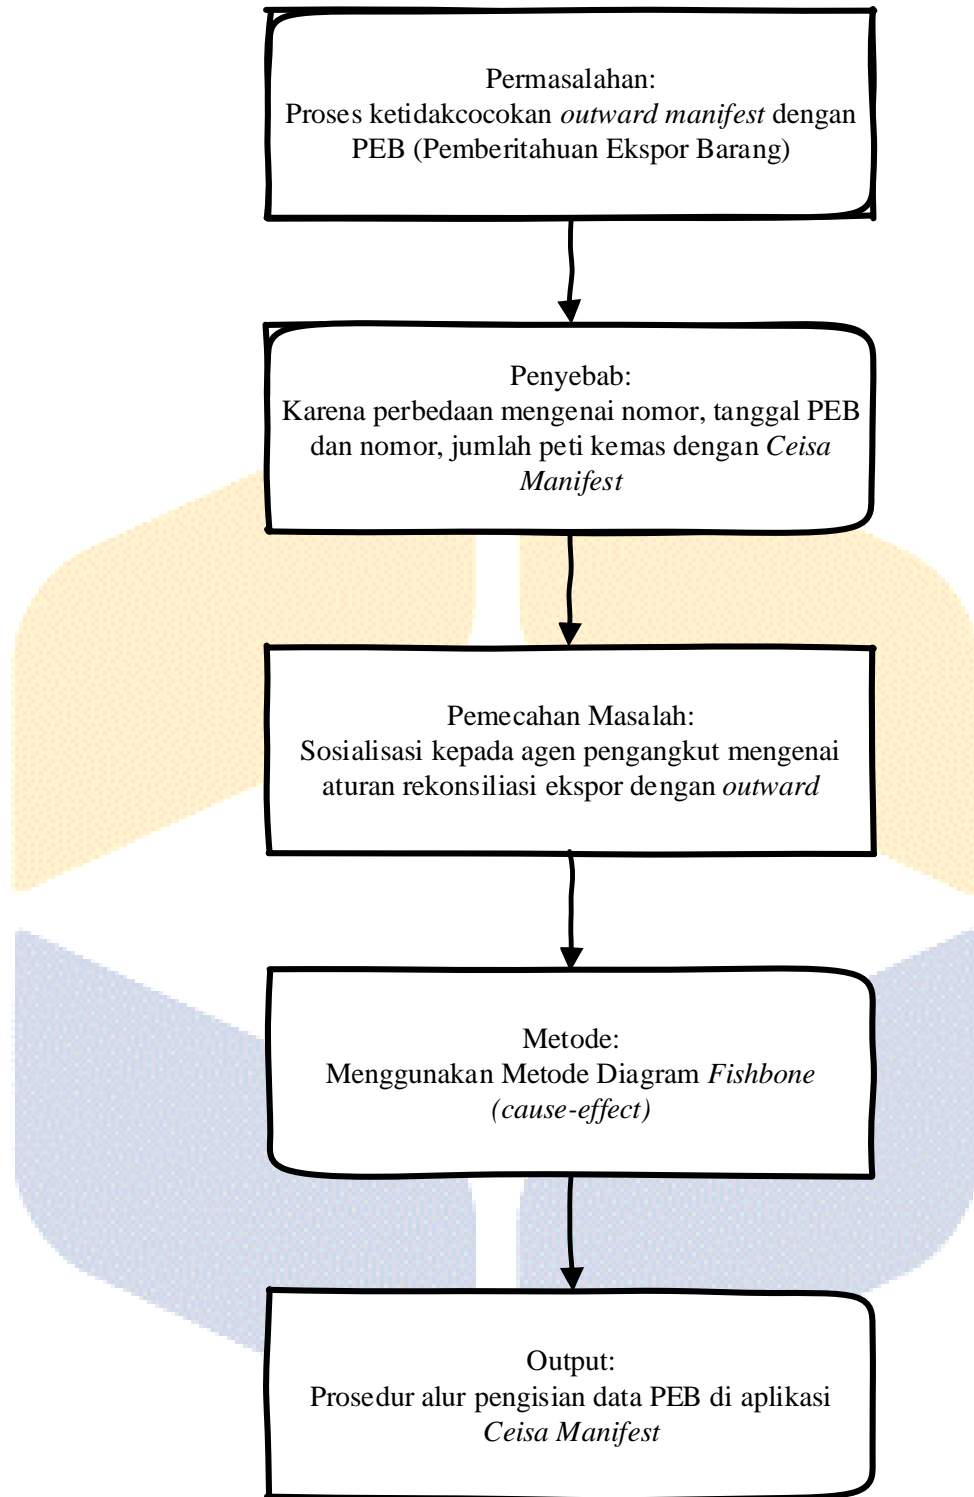 Permasalahan:
Proses ketidakcocokan outward manifest dengan
PEB (Pemberitahuan Ekspor Barang)
Penyebab:
Karena perbedaan mengenai nomor, tanggal PEB
dan nomor, jumlah peti kemas dengan Ceisa
Manifest
Pemecahan Masalah:
Sosialisasi kepada agen pengangkut mengenai
aturan rekonsiliasi ekspor dengan outward
Metode:
Menggunakan Metode Diagram Fishbone
(cause-effect)
Output:
Prosedur alur pengisian data PEB di aplikasi
Ceisa Manifest